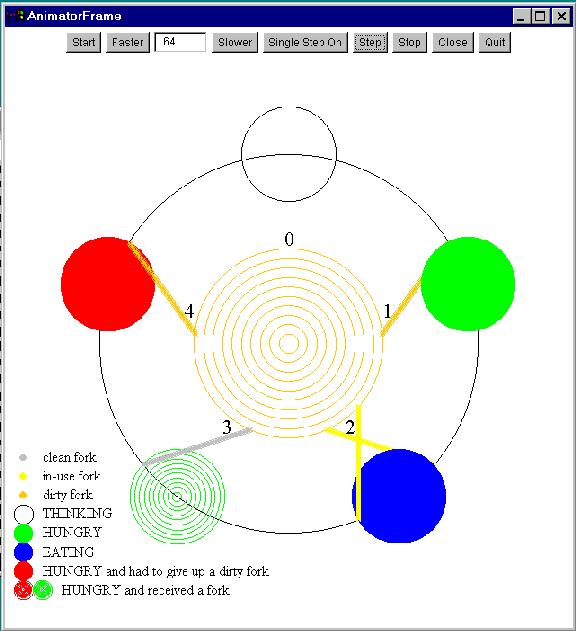 AnimatorFrame
Start Faster 64 Slower Single Step On Step Stop Close Quit
0
4 1
3 2
clean fork
in-use fork
dirty fork
THINKING
HUNGRY
EATING
HUNGRY and had to give up a dirty fork
HUNGRY and received a fork